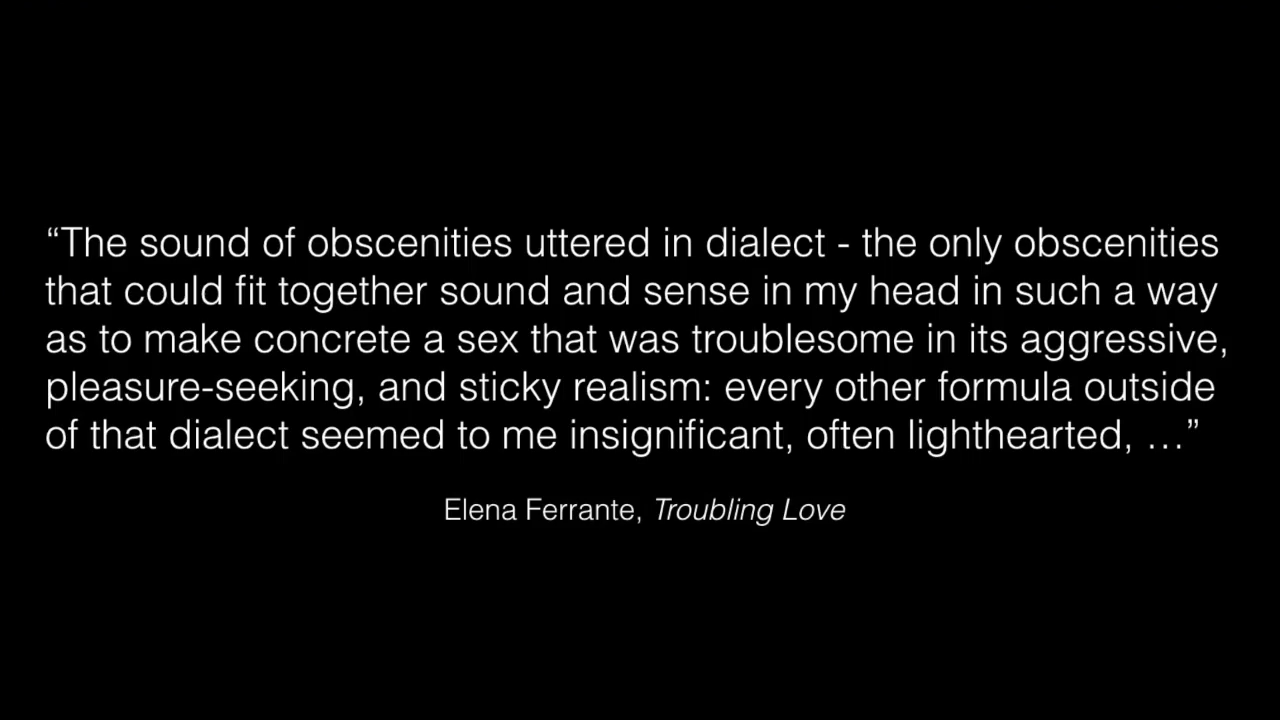 “The sound of obscenities uttered in dialect - the only obscenities
that could fit together sound and sense in my head in such a way
as to make concrete a sex that was troublesome in its aggressive,
pleasure-seeking, and sticky realism: every other formula outside
of that dialect seemed to me insignificant, often lighthearted, …”
Elena Ferrante, Troubling Love